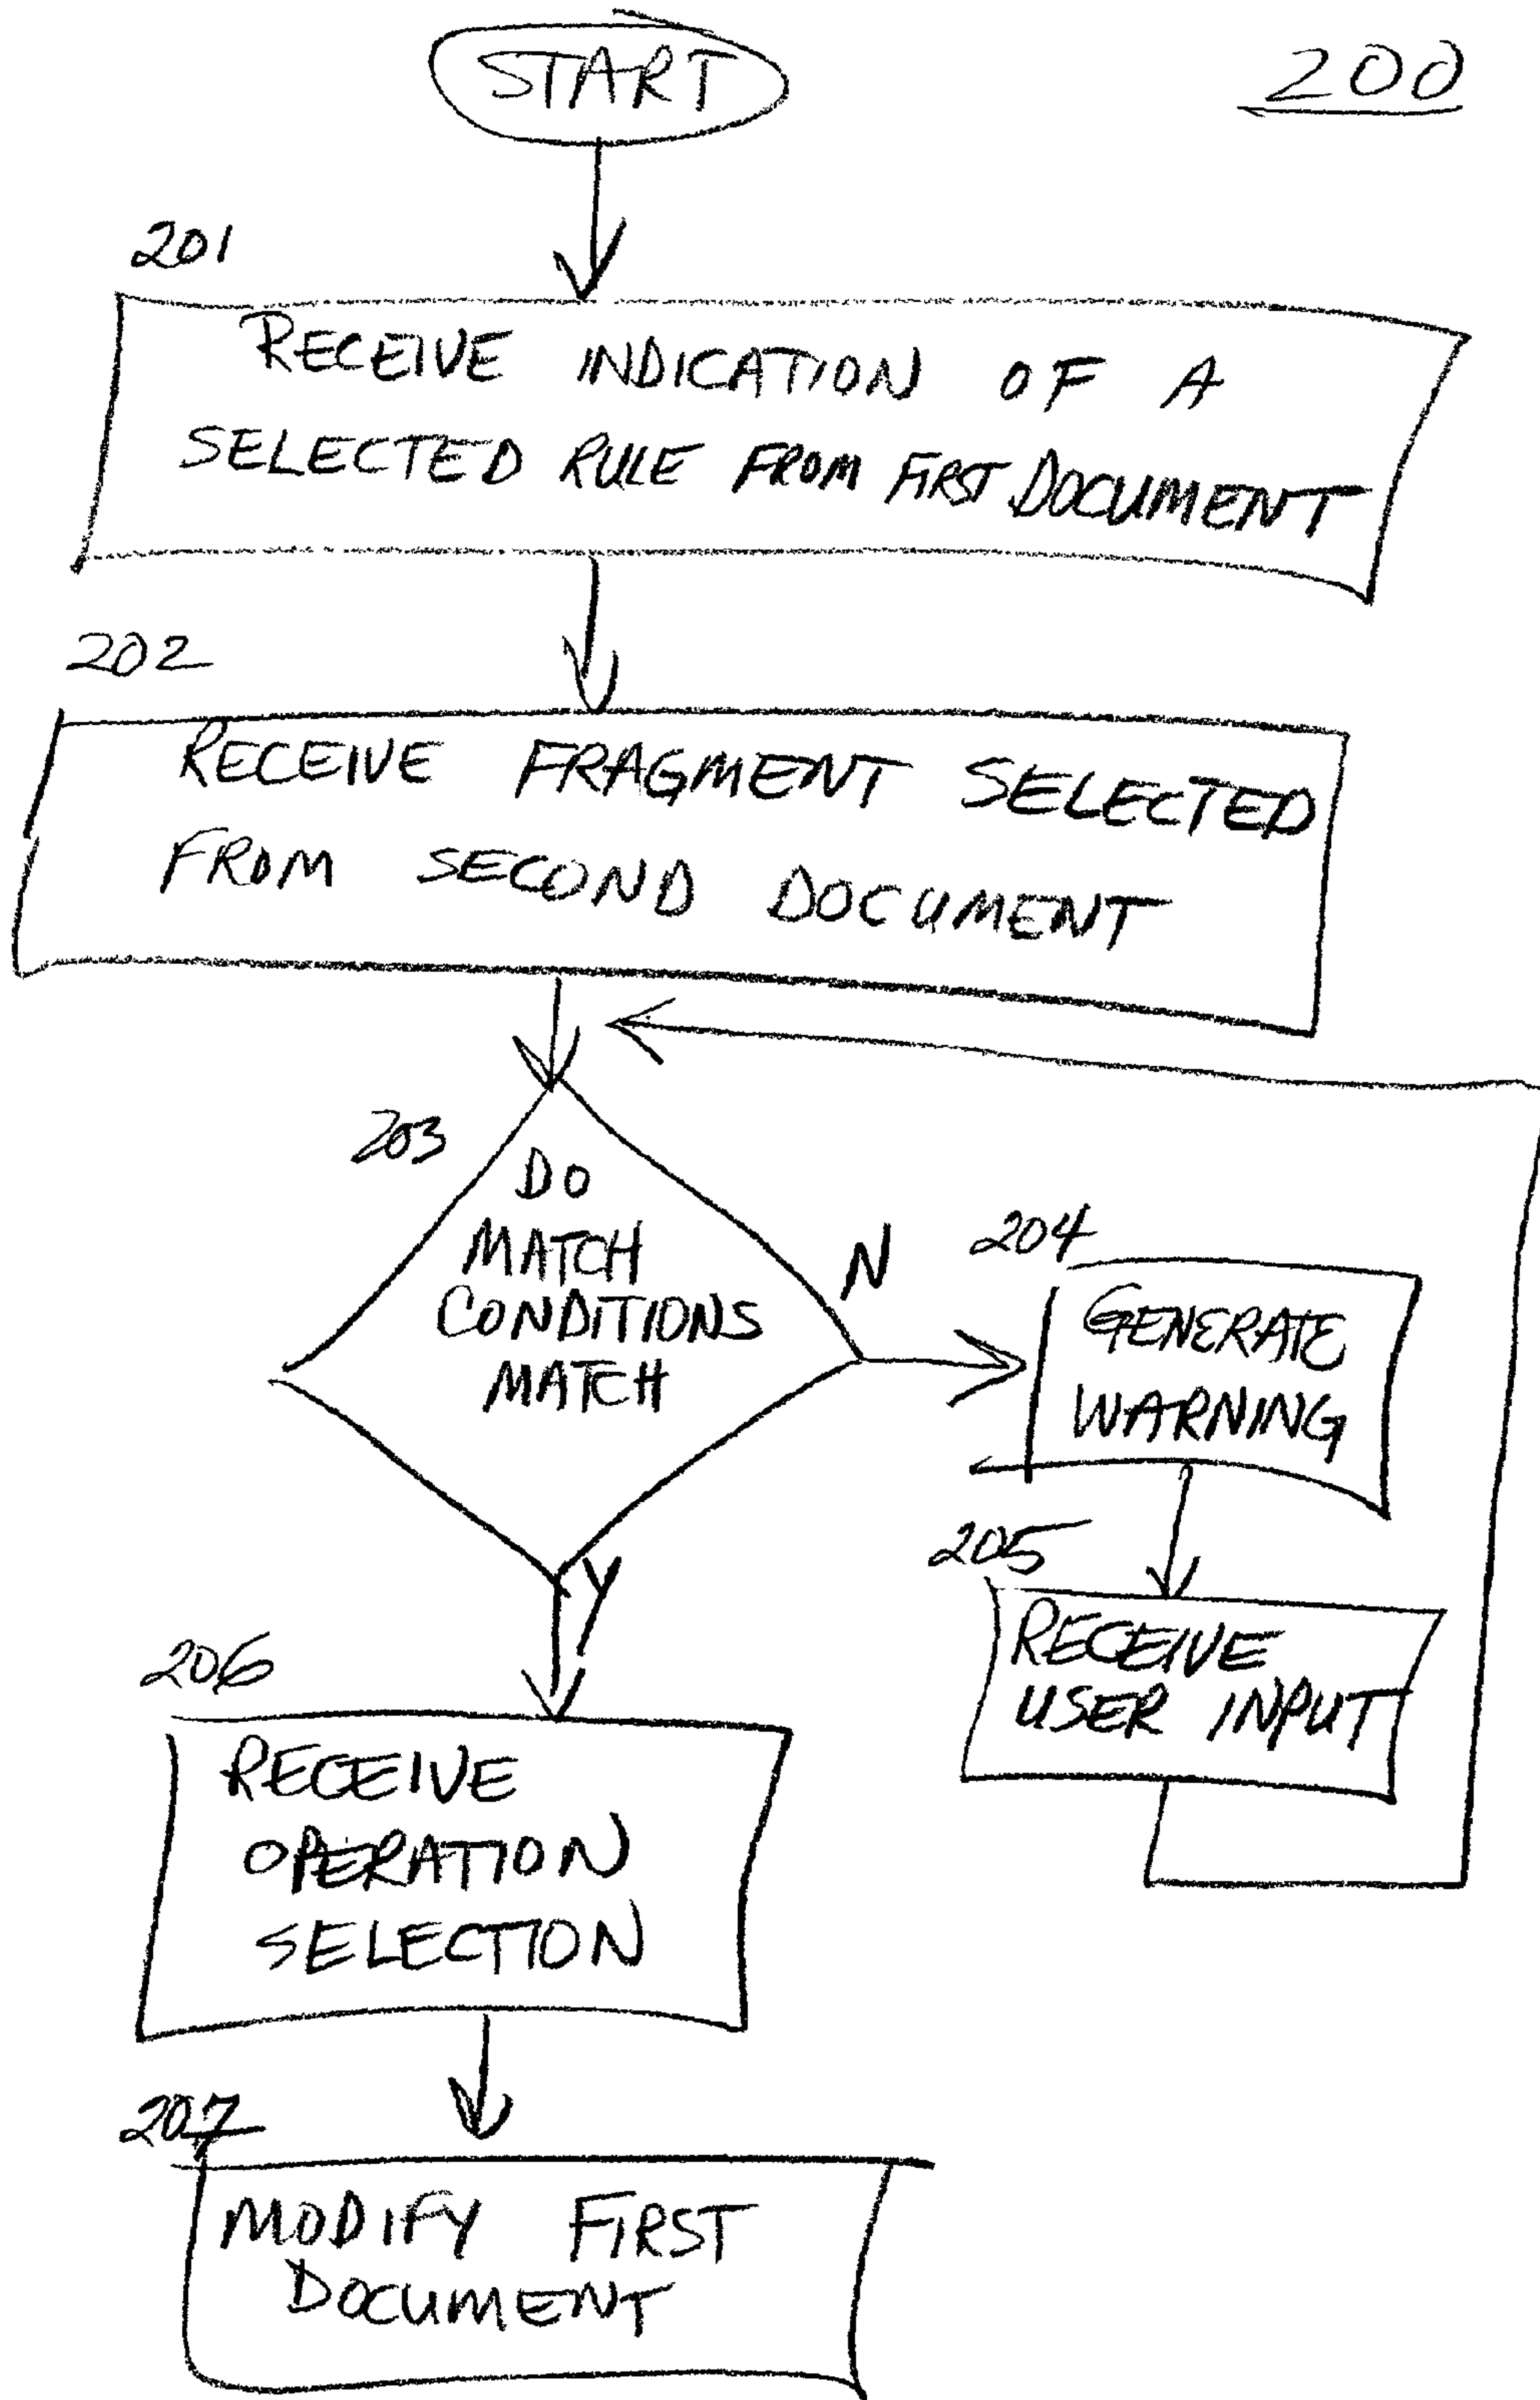 START
200
201
RECEIVE INDICATION OF A
SELECTED RULE FROM FIRST DOCUMENT
202
RECEIVE FRAGMENT SELECTED
FROM SECOND DOCUMENT
203
DO
MATCH
CONDITIONS
MATCH
N
204
GENERATE
WARNING
205
RECEIVE
USER INPUT
Y
206
RECEIVE
OPERATION
SELECTION
207
MODIFY FIRST
DOCUMENT